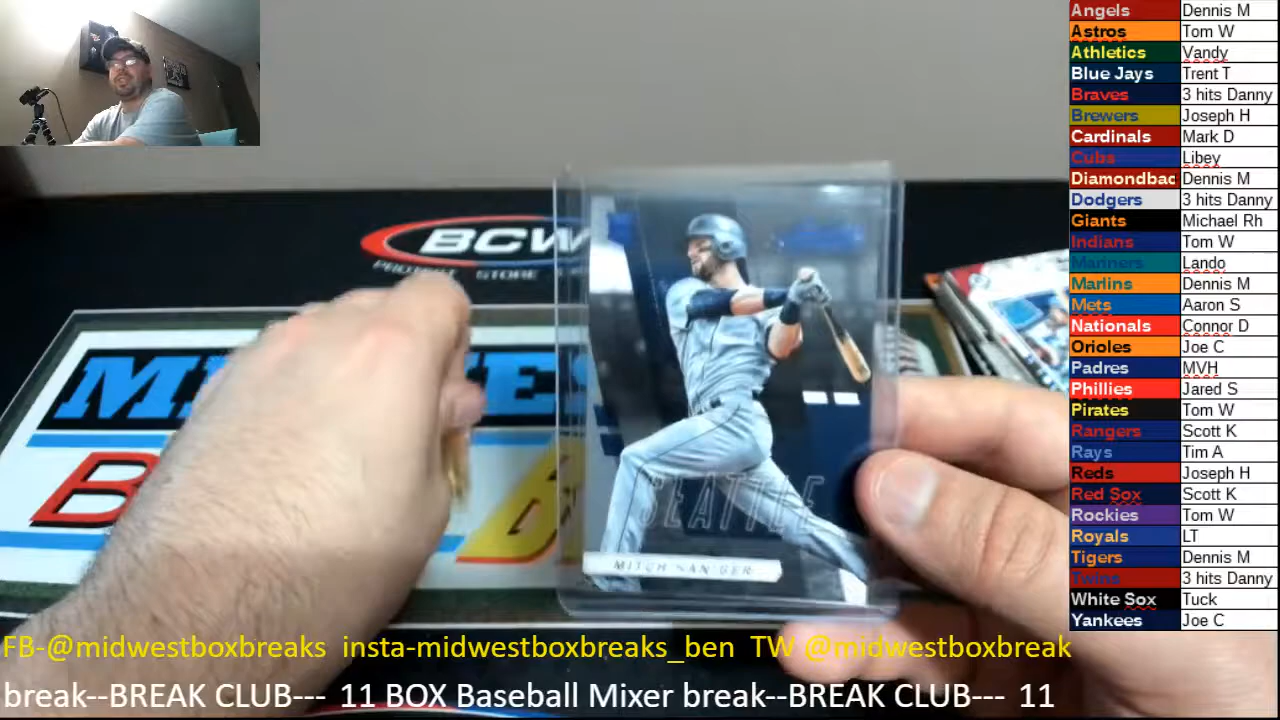 Angels Dennis M
Astros Tom W
Athletics Vandy
Blue Jays Trent T
Braves 3 hits Danny
Brewers Joseph H
Cardinals Mark D
Cubs Libey
Diamondbac Dennis M
Dodgers 3 hits Danny
Giants Michael Rh
Indians Tom W
Mariners Lando
Marlins Dennis M
Mets Aaron S
Nationals Connor D
Orioles Joe C
Padres MVH
Phillies Jared S
Pirates Tom W
Rangers Scott K
Rays Tim A
Reds Joseph H
Red Sox Scott K
Rockies Tom W
Royals LT
Tigers Dennis M
Twins 3 hits Danny
White Sox Tuck
Yankees Joe C
BCW
SEATTLE
MITCH HANIGER
FB-@midwestboxbreaks insta-midwestboxbreaks_ben TW @midwestboxbreak
break--BREAK CLUB--- 11 BOX Baseball Mixer break--BREAK CLUB--- 11